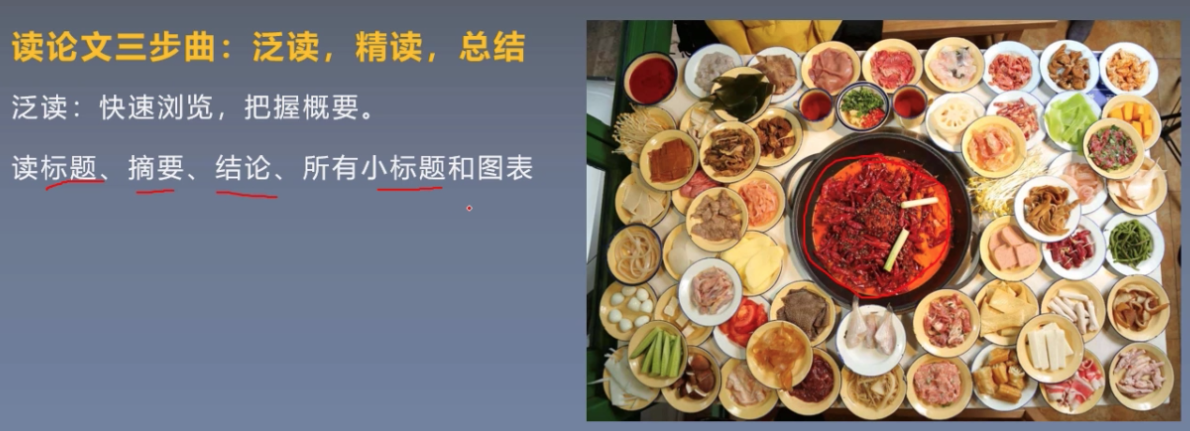 读论文三步曲：泛读，精读，总结
泛读：快速浏览，把握概要。
读标题、摘要、结论、所有小标题和图表